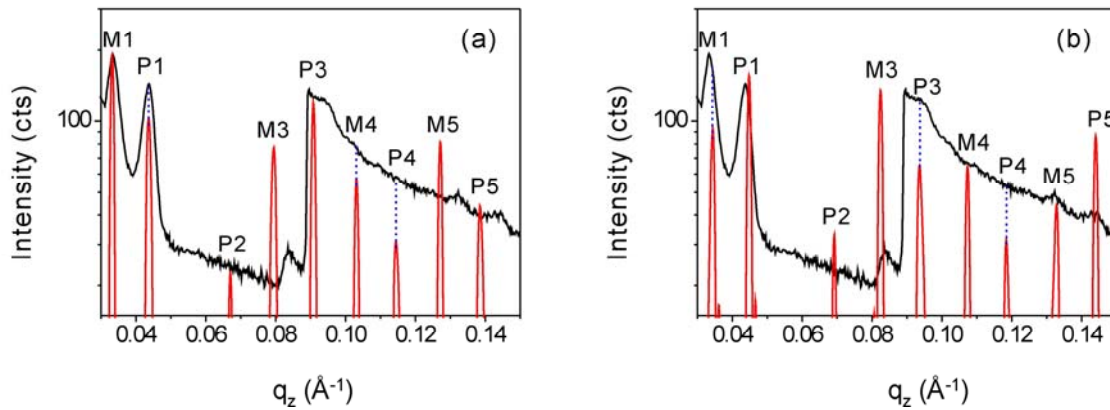 (a)
M1
P1
P3
M3
M4
M5
P4
P5
P2
100
Intensity (cts)
0.04 0.06 0.08 0.10 0.12 0.14
q_z (Å⁻¹)
(b)
M1
P1
M3
P3
M4
P5
P4
M5
P2
100
Intensity (cts)
0.04 0.06 0.08 0.10 0.12 0.14
q_z (Å⁻¹)